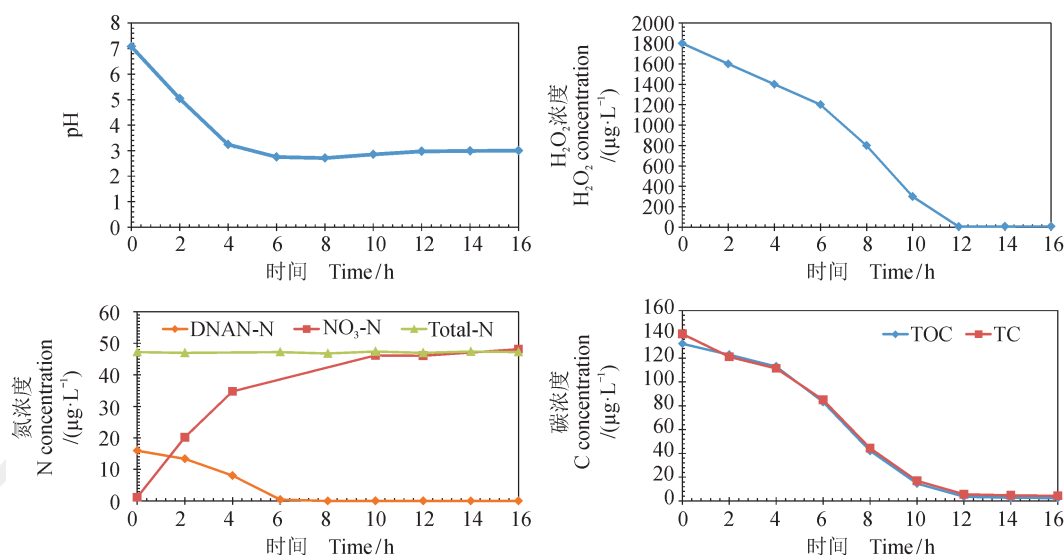 pH
8
7
6
5
4
3
2
1
0
0 2 4 6 8 10 12 14 16
时间 Time/h
H₂O₂浓度
H₂O₂ concentration
/(μg·L⁻¹)
2000
1800
1600
1400
1200
1000
800
600
400
200
0
0 2 4 6 8 10 12 14 16
时间 Time/h
氮浓度
N concentration
/(μg·L⁻¹)
60
50
40
30
20
10
0
DNAN-N NO₃-N Total-N
0 2 4 6 8 10 12 14 16
时间 Time/h
碳浓度
C concentration
/(μg·L⁻¹)
160
140
120
100
80
60
40
20
0
TOC TC
0 2 4 6 8 10 12 14 16
时间 Time/h